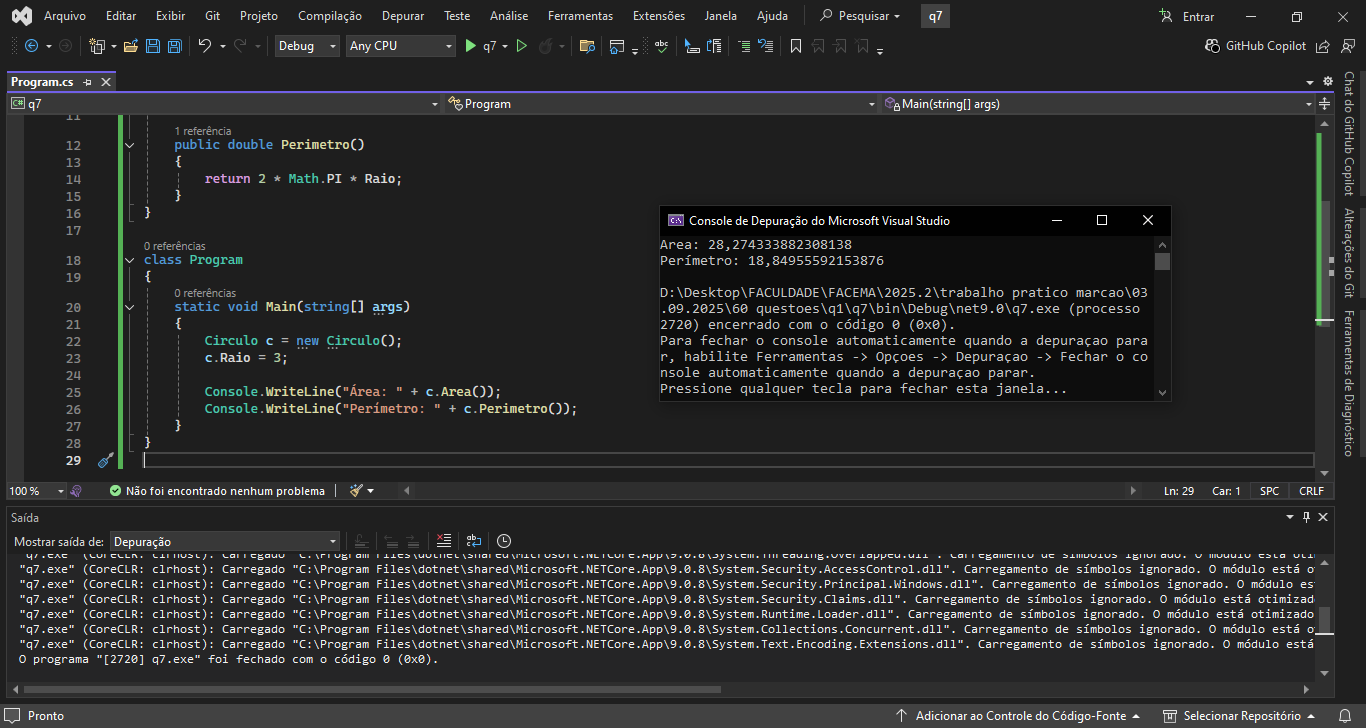 Arquivo Editar Exibir Git Projeto Compilação Depurar Teste Análise Ferramentas Extensões Janela Ajuda Pesquisar q7 Entrar
Debug Any CPU q7 GitHub Copilot
Program.cs
C# q7 Program Main(string[] args)
11
1 referência
12 public double Perimetro()
13 {
14 return 2 * Math.PI * Raio;
15 }
16 }
17
0 referências
18 class Program
19 {
0 referências
20 static void Main(string[] args)
21 {
22 Circulo c = new Circulo();
23 c.Raio = 3;
24
25 Console.WriteLine("Área: " + c.Area());
26 Console.WriteLine("Perímetro: " + c.Perimetro());
27 }
28 }
29
Console de Depuração do Microsoft Visual Studio
Área: 28,274333882308138
Perímetro: 18,84955592153876
D:\Desktop\FACULDADE\FACEMA\2025.2\trabalho pratico marcao\03
.09.2025\60 questoes\q1\q7\bin\Debug\net9.0\q7.exe (processo
2720) encerrado com o código 0 (0x0).
Para fechar o console automaticamente quando a depuraçao para
r, habilite Ferramentas -> Opçoes -> Depuraçao -> Fechar o co
nsole automaticamente quando a depuraçao parar.
Pressione qualquer tecla para fechar esta janela...
Chat do GitHub Copilot
Alterações do Git
Ferramentas de Diagnóstico
100 % Não foi encontrado nenhum problema Ln: 29 Car: 1 SPC CRLF
Saída
Mostrar saída de: Depuração
"q7.exe" (CoreCLR: clrhost): Carregado "C:\Program Files\dotnet\shared\Microsoft.NETCore.App\9.0.8\System.Threading.Overlapped.dll". Carregamento de símbolos ignorado. O módulo está oti
"q7.exe" (CoreCLR: clrhost): Carregado "C:\Program Files\dotnet\shared\Microsoft.NETCore.App\9.0.8\System.Security.AccessControl.dll". Carregamento de símbolos ignorado. O módulo está o
"q7.exe" (CoreCLR: clrhost): Carregado "C:\Program Files\dotnet\shared\Microsoft.NETCore.App\9.0.8\System.Security.Principal.Windows.dll". Carregamento de símbolos ignorado. O módulo es
"q7.exe" (CoreCLR: clrhost): Carregado "C:\Program Files\dotnet\shared\Microsoft.NETCore.App\9.0.8\System.Security.Claims.dll". Carregamento de símbolos ignorado. O módulo está otimizad
"q7.exe" (CoreCLR: clrhost): Carregado "C:\Program Files\dotnet\shared\Microsoft.NETCore.App\9.0.8\System.Runtime.Loader.dll". Carregamento de símbolos ignorado. O módulo está otimizado
"q7.exe" (CoreCLR: clrhost): Carregado "C:\Program Files\dotnet\shared\Microsoft.NETCore.App\9.0.8\System.Collections.Concurrent.dll". Carregamento de símbolos ignorado. O módulo está o
"q7.exe" (CoreCLR: clrhost): Carregado "C:\Program Files\dotnet\shared\Microsoft.NETCore.App\9.0.8\System.Text.Encoding.Extensions.dll". Carregamento de símbolos ignorado. O módulo está
O programa "[2720] q7.exe" foi fechado com o código 0 (0x0).
Pronto Adicionar ao Controle do Código-Fonte Selecionar Repositório